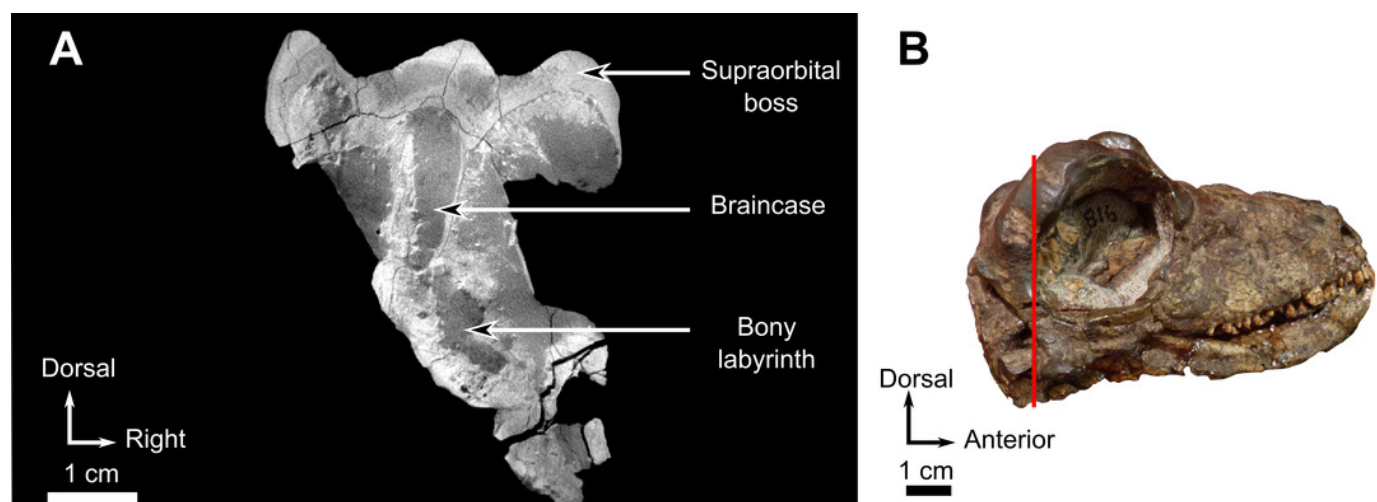 A
Supraorbital
boss
Braincase
Bony
labyrinth
Dorsal
Right
1 cm
B
816
Dorsal
Anterior
1 cm